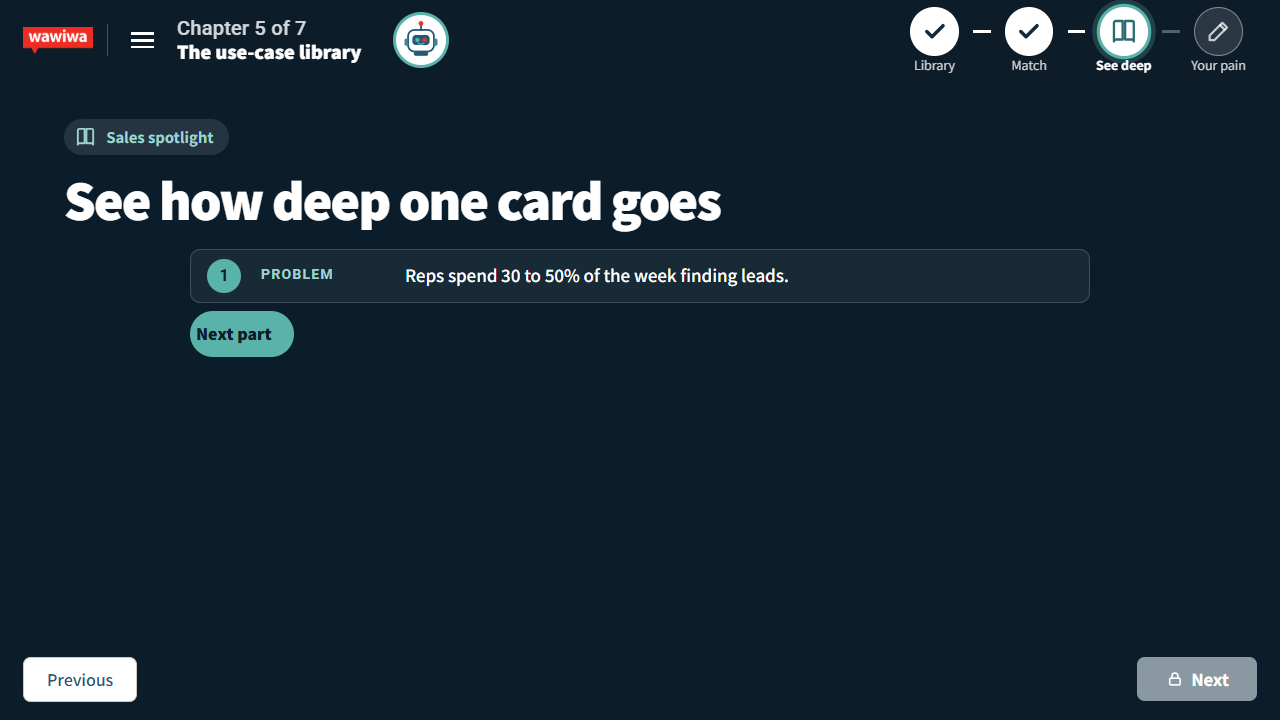 wawiwa
Chapter 5 of 7
The use-case library
Library
Match
See deep
Your pain
Sales spotlight
See how deep one card goes
1 PROBLEM Reps spend 30 to 50% of the week finding leads.
Next part
Previous
Next